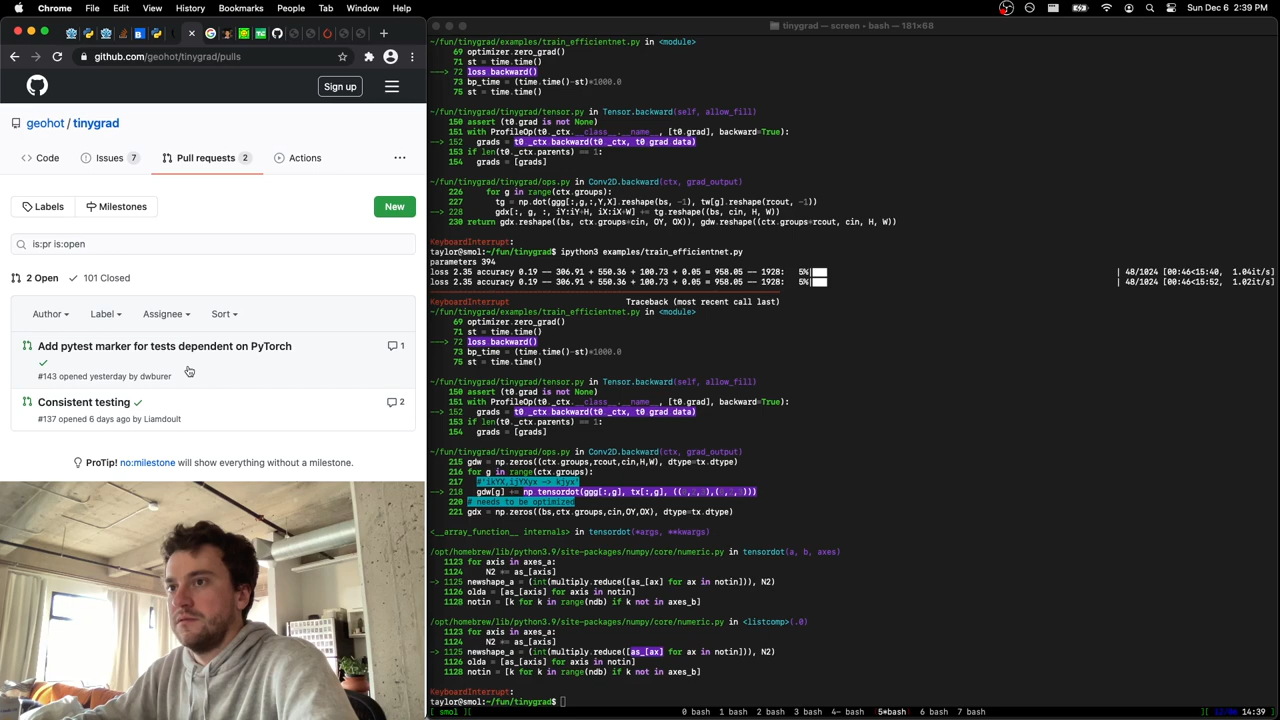 Chrome File Edit View History Bookmarks People Tab Window Help
Sun Dec 6 2:39 PM
github.com/geohot/tinygrad/pulls
Sign up
geohot / tinygrad
Code Issues 7 Pull requests 2 Actions
Labels Milestones New
is:pr is:open
2 Open 101 Closed
Author Label Assignee Sort
Add pytest marker for tests dependent on PyTorch 1
#143 opened yesterday by dwburer
Consistent testing 2
#137 opened 6 days ago by Liamdoult
ProTip! no:milestone will show everything without a milestone.
tinygrad — screen • bash — 181×68
~/fun/tinygrad/examples/train_efficientnet.py in <module>
69 optimizer.zero_grad()
71 st = time.time()
---> 72 loss backward()
73 bp_time = (time.time()-st)*1000.0
75 st = time.time()
~/fun/tinygrad/tinygrad/tensor.py in Tensor.backward(self, allow_fill)
150 assert (t0.grad is not None)
151 with ProfileOp(t0._ctx.__class__.__name__, [t0.grad], backward=True):
-> 152 grads = t0 _ctx backward(t0 _ctx, t0 grad data)
153 if len(t0._ctx.parents) == 1:
154 grads = [grads]
~/fun/tinygrad/tinygrad/ops.py in Conv2D.backward(ctx, grad_output)
226 for g in range(ctx.groups):
227 tg = np.dot(ggg[:,g,:,Y,X].reshape(bs, -1), tw[g].reshape(rcout, -1))
-> 228 gdx[:, g, :, iY:iY+H, iX:iX+W] += tg.reshape((bs, cin, H, W))
230 return gdx.reshape((bs, ctx.groups*cin, OY, OX)), gdw.reshape((ctx.groups*rcout, cin, H, W))
KeyboardInterrupt:
taylor@smol:~/fun/tinygrad$ ipython3 examples/train_efficientnet.py
parameters 394
loss 2.35 accuracy 0.19 -- 306.91 + 550.36 + 100.73 + 0.05 = 958.05 -- 1928: 5%| | 48/1024 [00:46<15:40, 1.04it/s]
loss 2.35 accuracy 0.19 -- 306.91 + 550.36 + 100.73 + 0.05 = 958.05 -- 1928: 5%| | 48/1024 [00:46<15:52, 1.02it/s]
KeyboardInterrupt Traceback (most recent call last)
~/fun/tinygrad/examples/train_efficientnet.py in <module>
69 optimizer.zero_grad()
71 st = time.time()
---> 72 loss backward()
73 bp_time = (time.time()-st)*1000.0
75 st = time.time()
~/fun/tinygrad/tinygrad/tensor.py in Tensor.backward(self, allow_fill)
150 assert (t0.grad is not None)
151 with ProfileOp(t0._ctx.__class__.__name__, [t0.grad], backward=True):
-> 152 grads = t0 _ctx backward(t0 _ctx, t0 grad data)
153 if len(t0._ctx.parents) == 1:
154 grads = [grads]
~/fun/tinygrad/tinygrad/ops.py in Conv2D.backward(ctx, grad_output)
215 gdw = np.zeros((ctx.groups,rcout,cin,H,W), dtype=tx.dtype)
216 for g in range(ctx.groups):
217 #'ikYX,ijYXyx -> kjyx'
-> 218 gdw[g] += np tensordot(ggg[:,g], tx[:,g],
220 # needs to be optimized
221 gdx = np.zeros((bs,ctx.groups,cin,OY,OX), dtype=tx.dtype)
<__array_function__ internals> in tensordot(*args, **kwargs)
/opt/homebrew/lib/python3.9/site-packages/numpy/core/numeric.py in tensordot(a, b, axes)
1123 for axis in axes_a:
1124 N2 *= as_[axis]
-> 1125 newshape_a = (int(multiply.reduce([as_[ax] for ax in notin])), N2)
1126 olda = [as_[axis] for axis in notin]
1128 notin = [k for k in range(ndb) if k not in axes_b]
/opt/homebrew/lib/python3.9/site-packages/numpy/core/numeric.py in <listcomp>(.0)
1123 for axis in axes_a:
1124 N2 *= as_[axis]
-> 1125 newshape_a = (int(multiply.reduce([as_[ax] for ax in notin])), N2)
1126 olda = [as_[axis] for axis in notin]
1128 notin = [k for k in range(ndb) if k not in axes_b]
KeyboardInterrupt:
taylor@smol:~/fun/tinygrad$
[ smol ][ 0 bash 1 bash 2 bash 3 bash 4- bash (5*bash) 6 bash 7 bash ][ 14:39